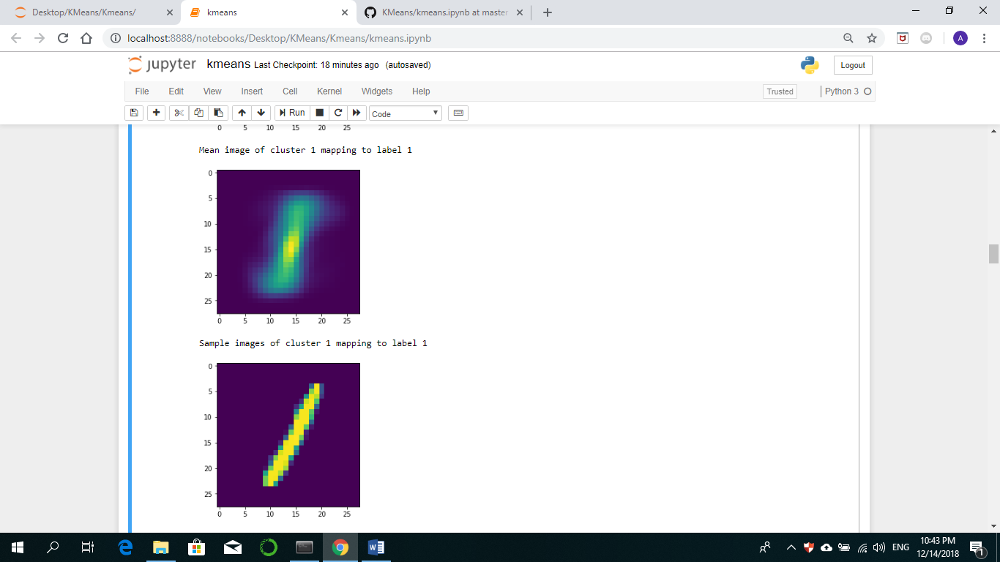 Desktop/KMeans/Kmeans/
kmeans
KMeans/kmeans.ipynb at master
localhost:8888/notebooks/Desktop/KMeans/Kmeans/kmeans.ipynb
A
jupyter kmeans Last Checkpoint: 18 minutes ago (autosaved)
Logout
File Edit View Insert Cell Kernel Widgets Help
Trusted
Python 3
Run
Code
0 5 10 15 20 25
Mean image of cluster 1 mapping to label 1
0
5
10
15
20
25
0 5 10 15 20 25
Sample images of cluster 1 mapping to label 1
0
5
10
15
20
25
0 5 10 15 20 25
ENG
10:43 PM
12/14/2018
1